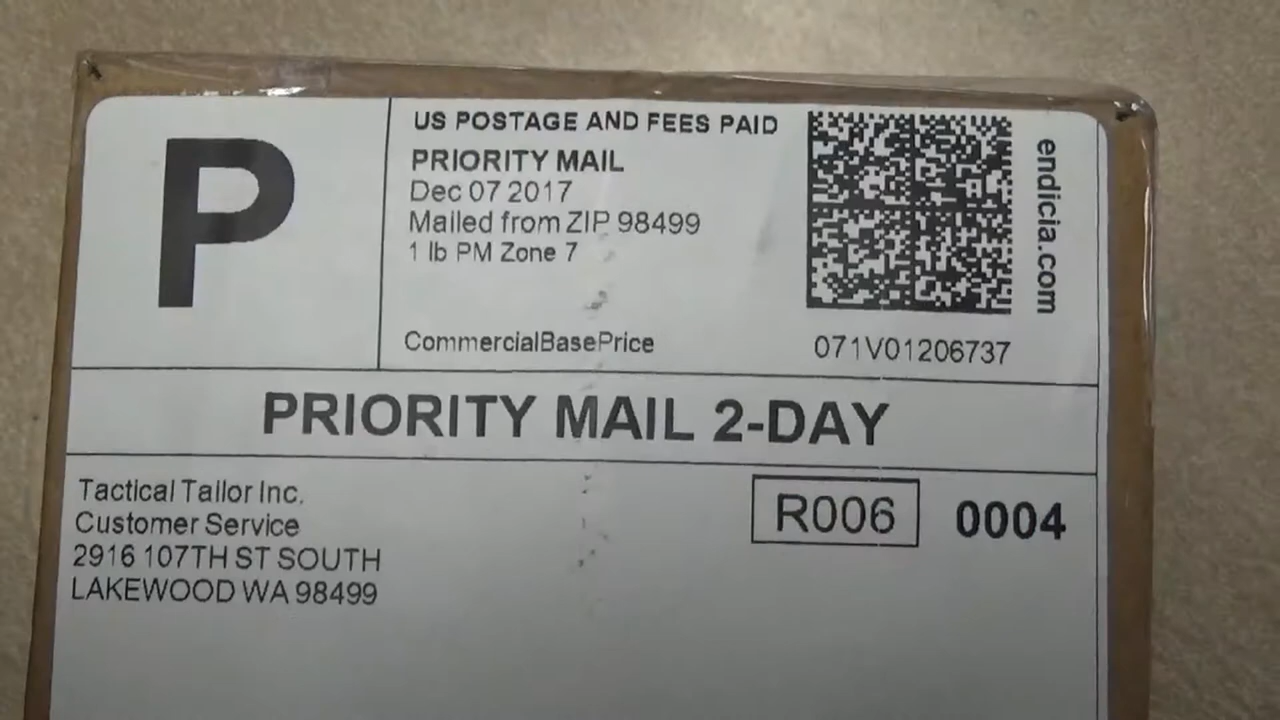 P
US POSTAGE AND FEES PAID
PRIORITY MAIL
Dec 07 2017
Mailed from ZIP 98499
1 lb PM Zone 7
CommercialBasePrice
endicia.com
071V01206737
PRIORITY MAIL 2-DAY
Tactical Tailor Inc.
Customer Service
2916 107TH ST SOUTH
LAKEWOOD WA 98499
R006 0004